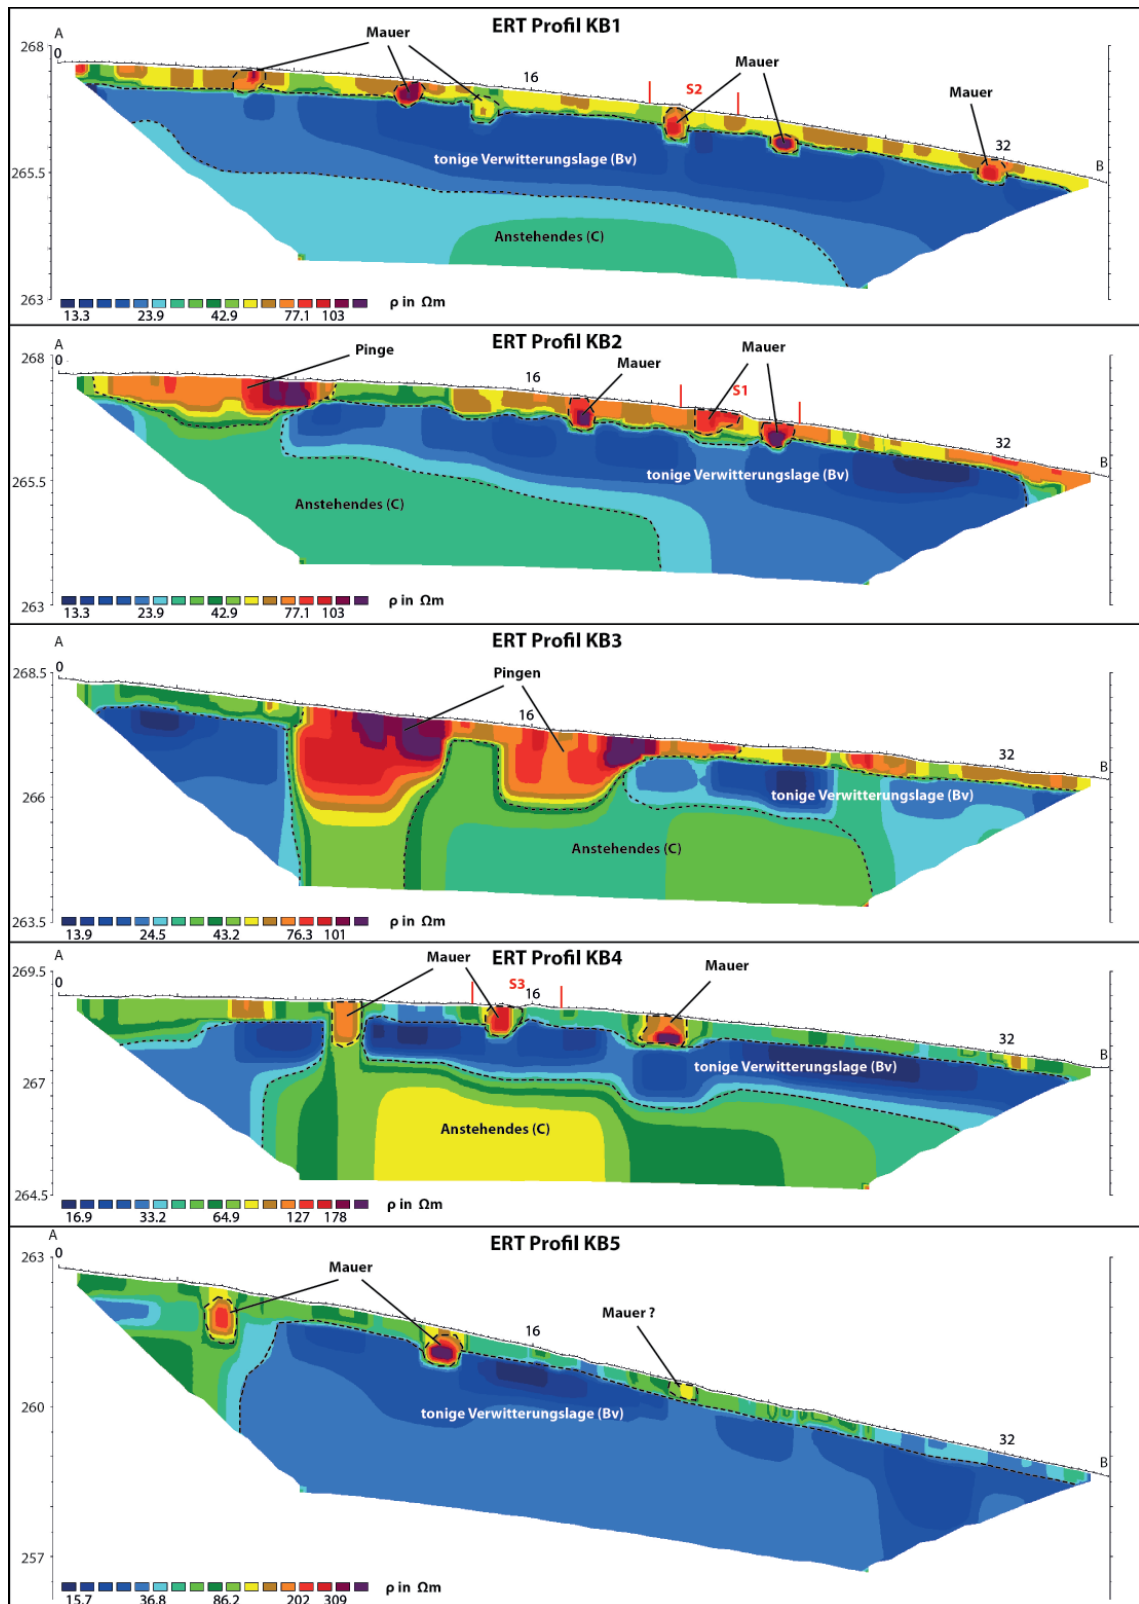 ERT Profil KB1
A
0
268
265.5
263
Mauer
16
S2
Mauer
Mauer
32
B
tonige Verwitterungslage (Bv)
Anstehendes (C)
ρ in Ωm
13.3 23.9 42.9 77.1 103
ERT Profil KB2
A
0
268
265.5
263
Pinge
16
Mauer
Mauer
S1
32
B
tonige Verwitterungslage (Bv)
Anstehendes (C)
ρ in Ωm
13.3 23.9 42.9 77.1 103
ERT Profil KB3
A
0
268.5
266
263.5
Pingen
16
32
B
tonige Verwitterungslage (Bv)
Anstehendes (C)
ρ in Ωm
13.9 24.5 43.2 76.3 101
ERT Profil KB4
A
0
269.5
267
264.5
Mauer
S3
16
Mauer
32
B
tonige Verwitterungslage (Bv)
Anstehendes (C)
ρ in Ωm
16.9 33.2 64.9 127 178
ERT Profil KB5
A
0
263
260
257
Mauer
16
Mauer ?
32
B
tonige Verwitterungslage (Bv)
ρ in Ωm
15.7 36.8 86.2 202 309